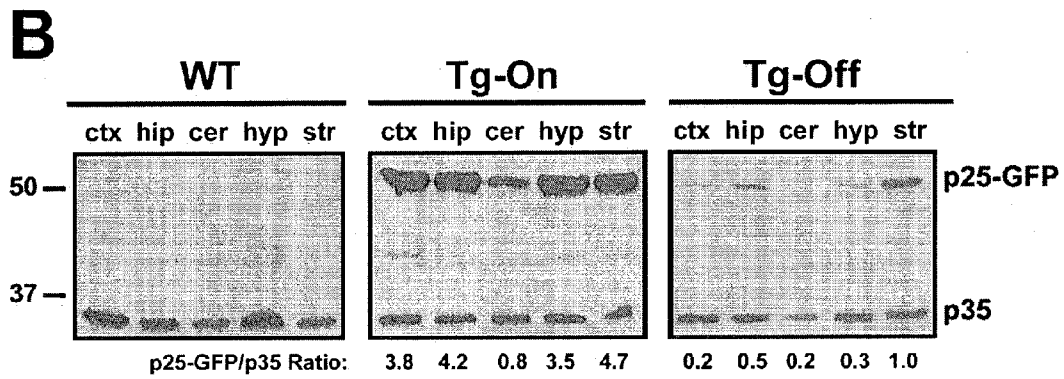 B
WT Tg-On Tg-Off
ctx hip cer hyp str ctx hip cer hyp str ctx hip cer hyp str
50 p25-GFP
37 p35
p25-GFP/p35 Ratio: 3.8 4.2 0.8 3.5 4.7 0.2 0.5 0.2 0.3 1.0